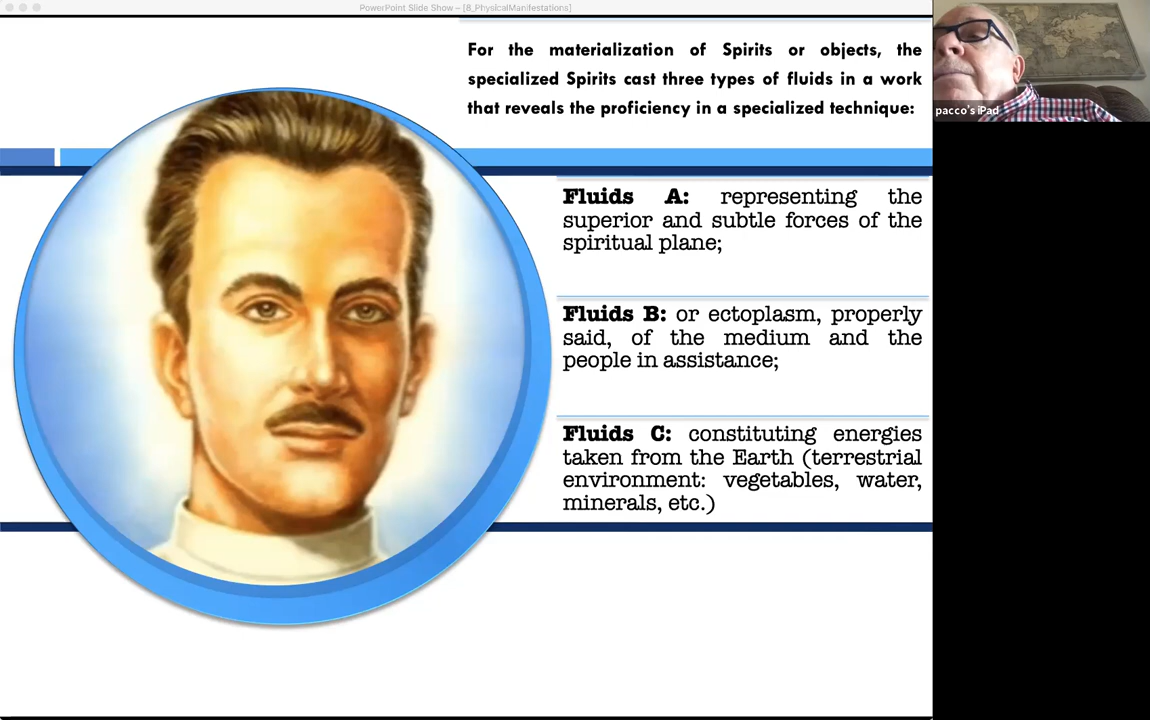 PowerPoint Slide Show – [8_PhysicalManifestations]
For the materialization of Spirits or objects, the
specialized Spirits cast three types of fluids in a work
that reveals the proficiency in a specialized technique:
pacco's iPad
Fluids A: representing the
superior and subtle forces of the
spiritual plane;
Fluids B: or ectoplasm, properly
said, of the medium and the
people in assistance;
Fluids C: constituting energies
taken from the Earth (terrestrial
environment: vegetables, water,
minerals, etc.)